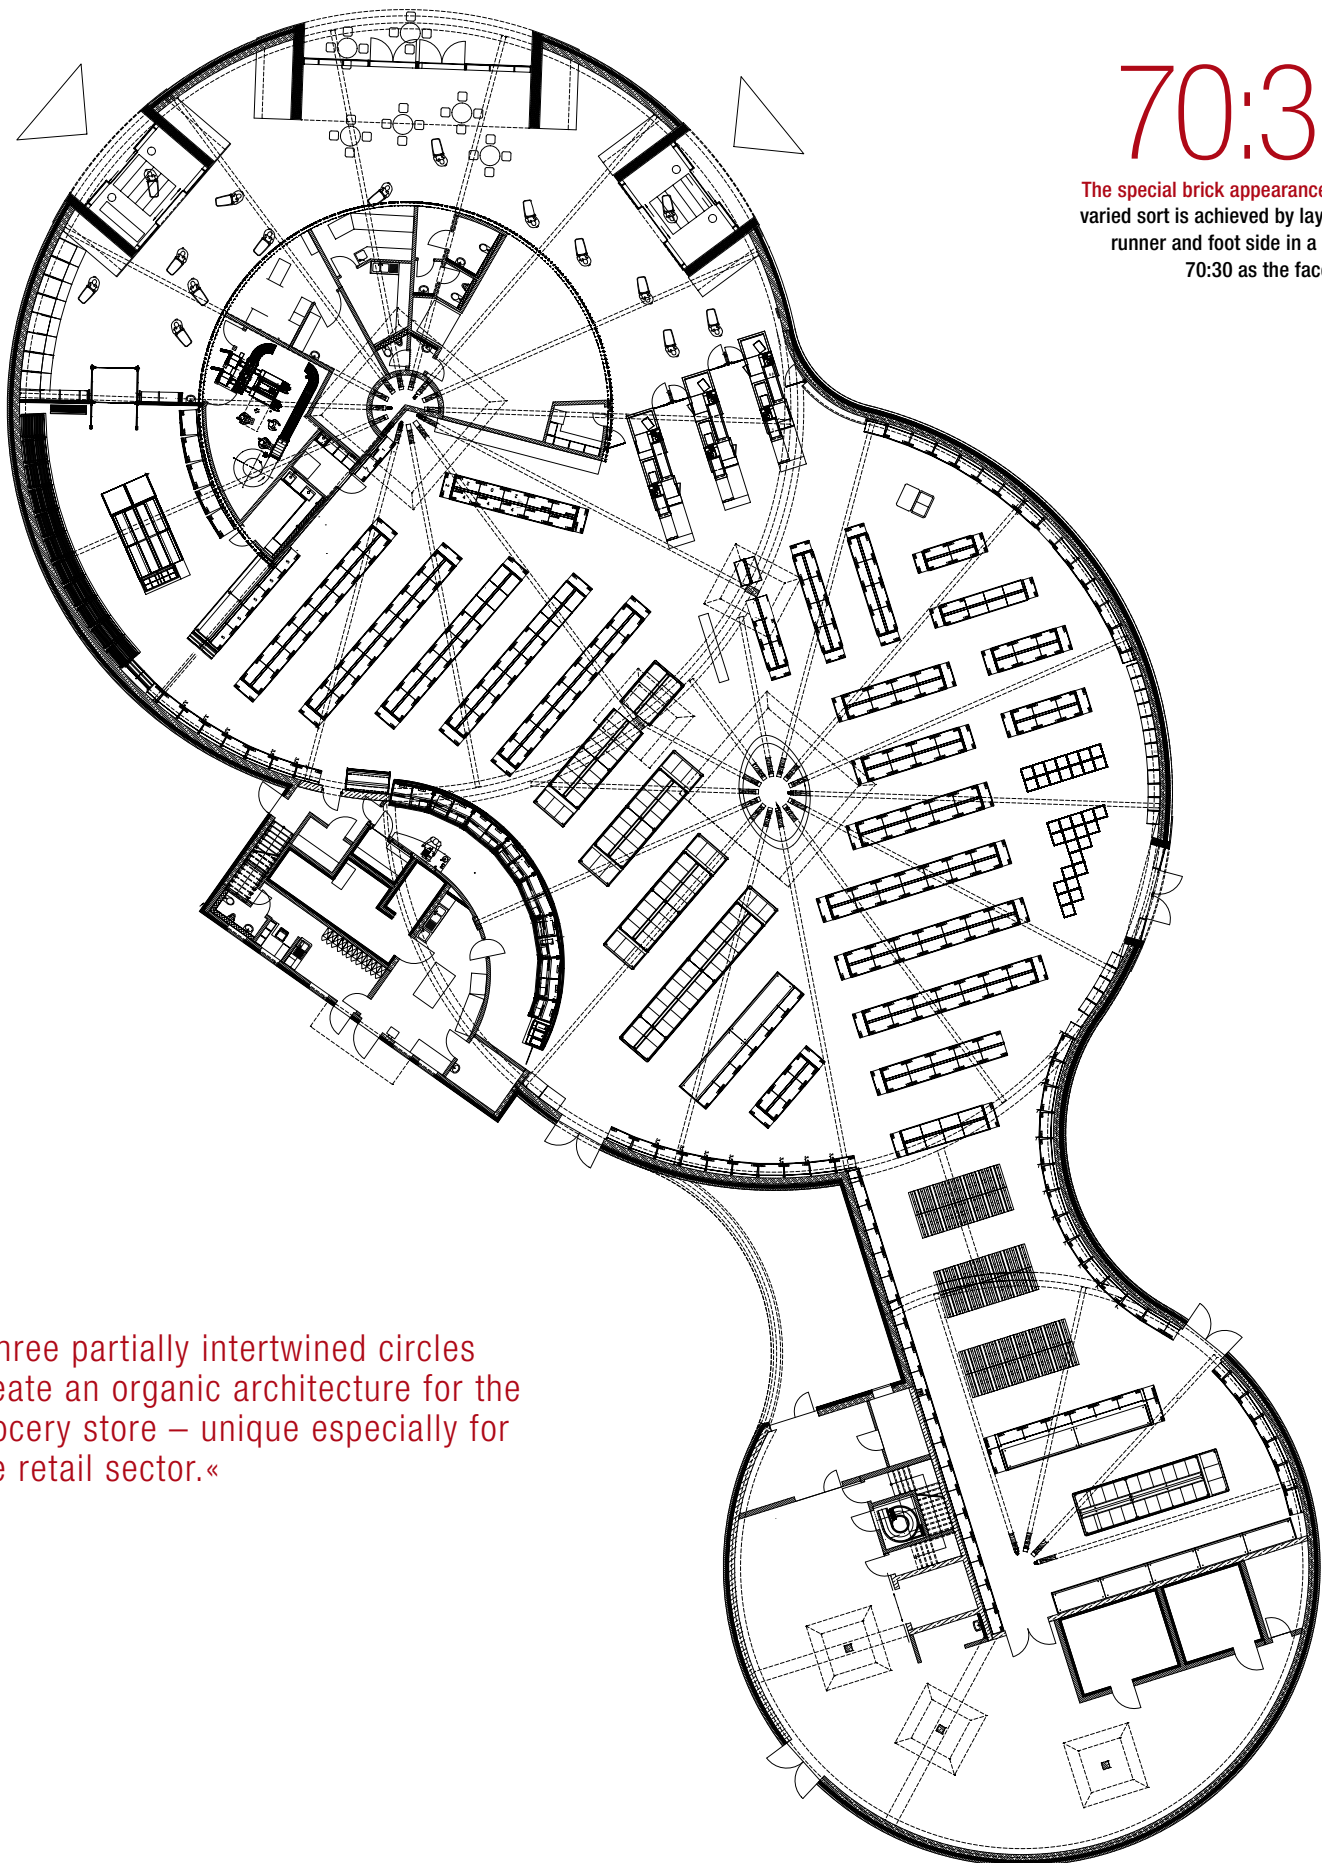 70:3
The special brick appearance
varied sort is achieved by lay
runner and foot side in a
70:30 as the fac
hree partially intertwined circles
eate an organic architecture for the
ocery store – unique especially for
e retail sector.«